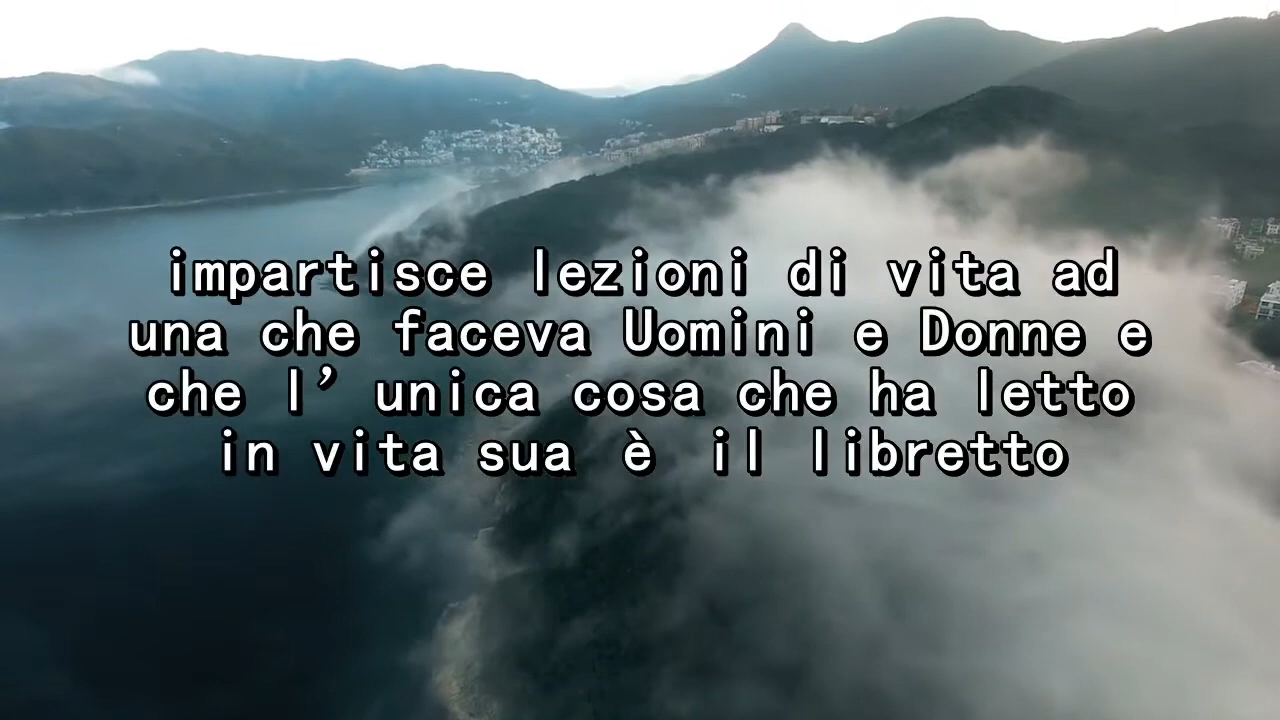 impartisce lezioni di vita ad
una che faceva Uomini e Donne e
che l’unica cosa che ha letto
in vita sua è il libretto